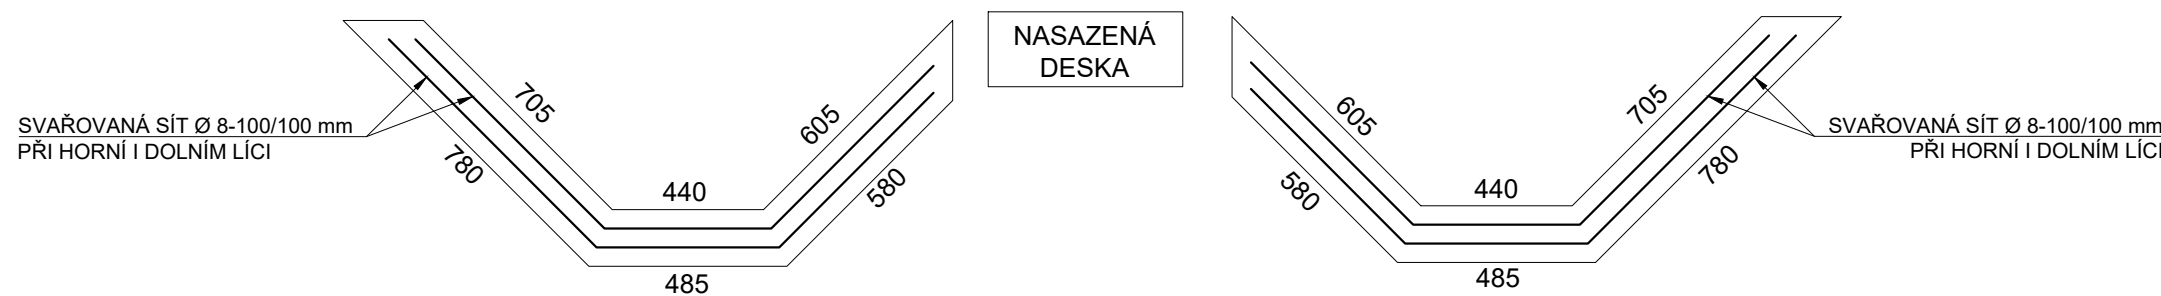 NASAZENÁ
DESKA
SVAŘOVANÁ SÍT Ø 8-100/100 mm
PŘI HORNÍ I DOLNÍM LÍCI
705
605
780
440
580
485
605
705
SVAŘOVANÁ SÍT Ø 8-100/100 mm
PŘI HORNÍ I DOLNÍM LÍCI
580
440
780
485